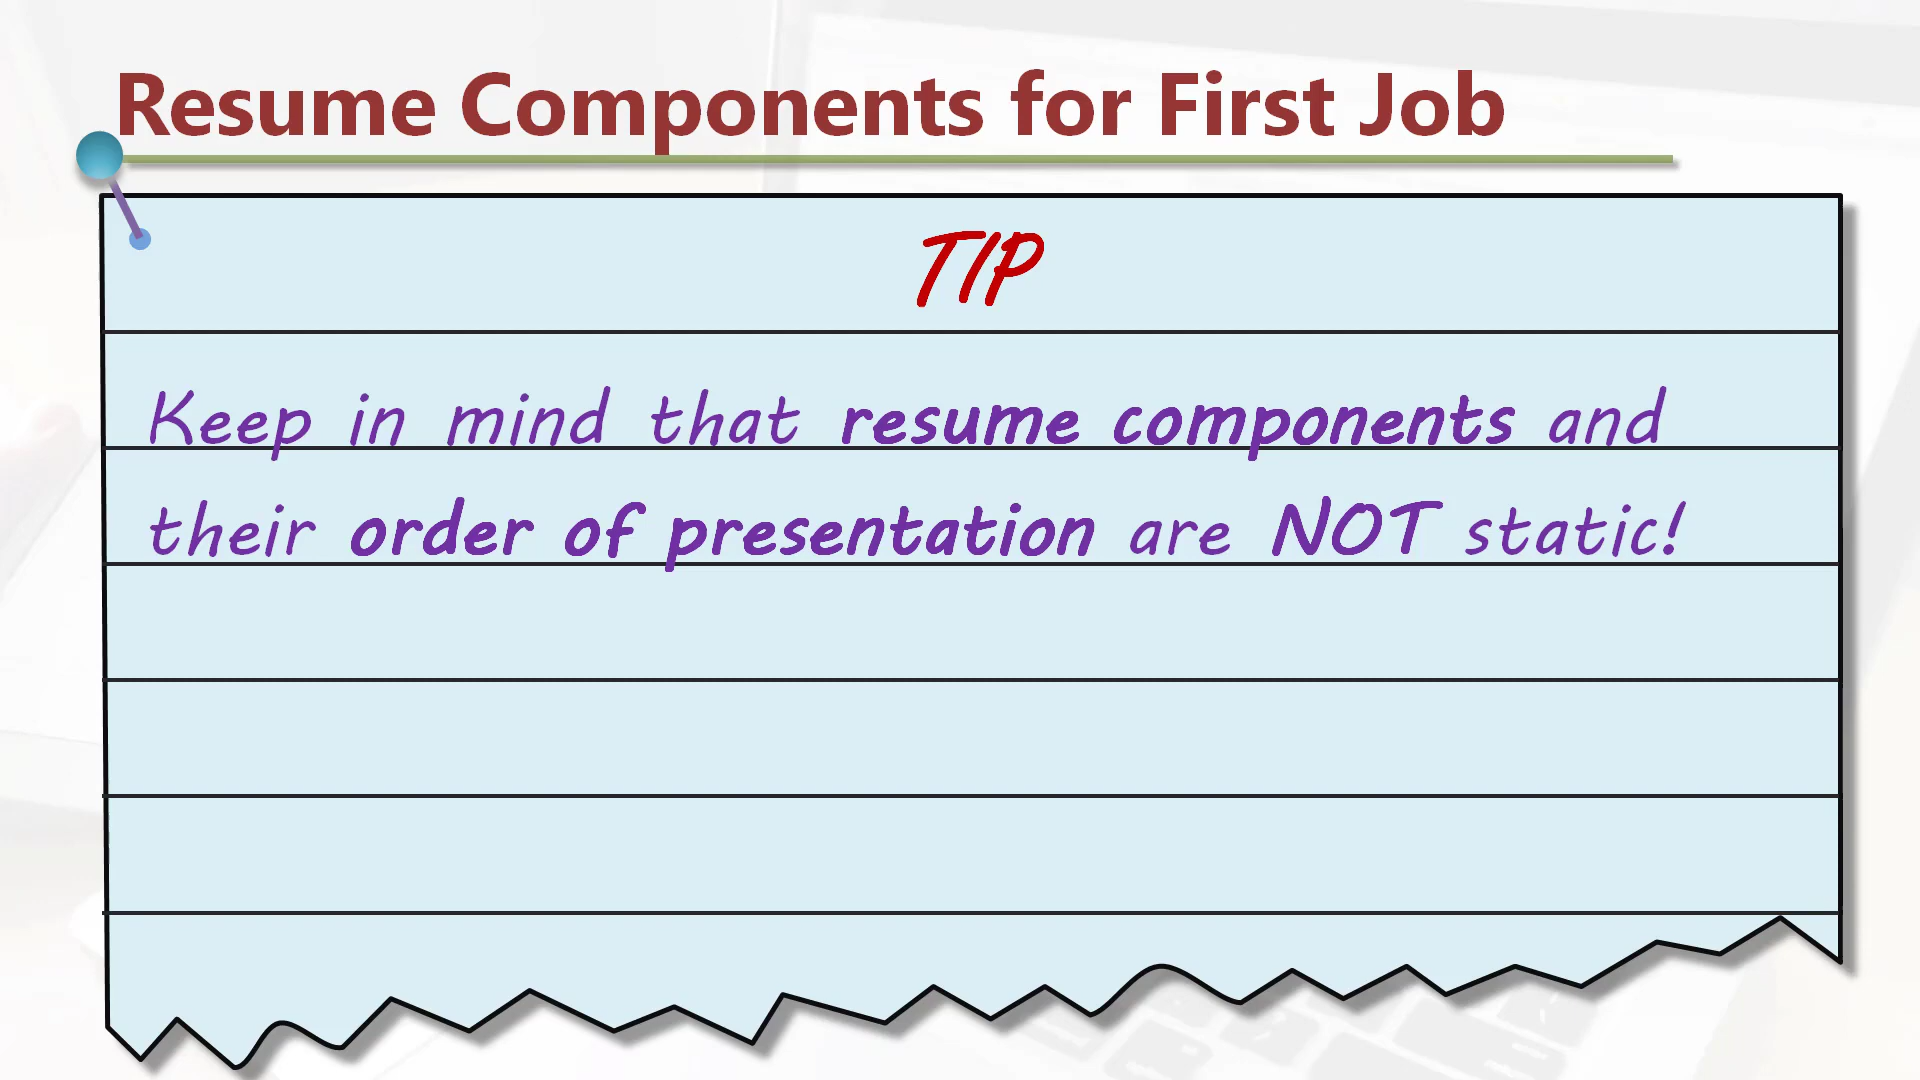 Resume Components for First Job
TIP
Keep in mind that resume components and
their order of presentation are NOT static!